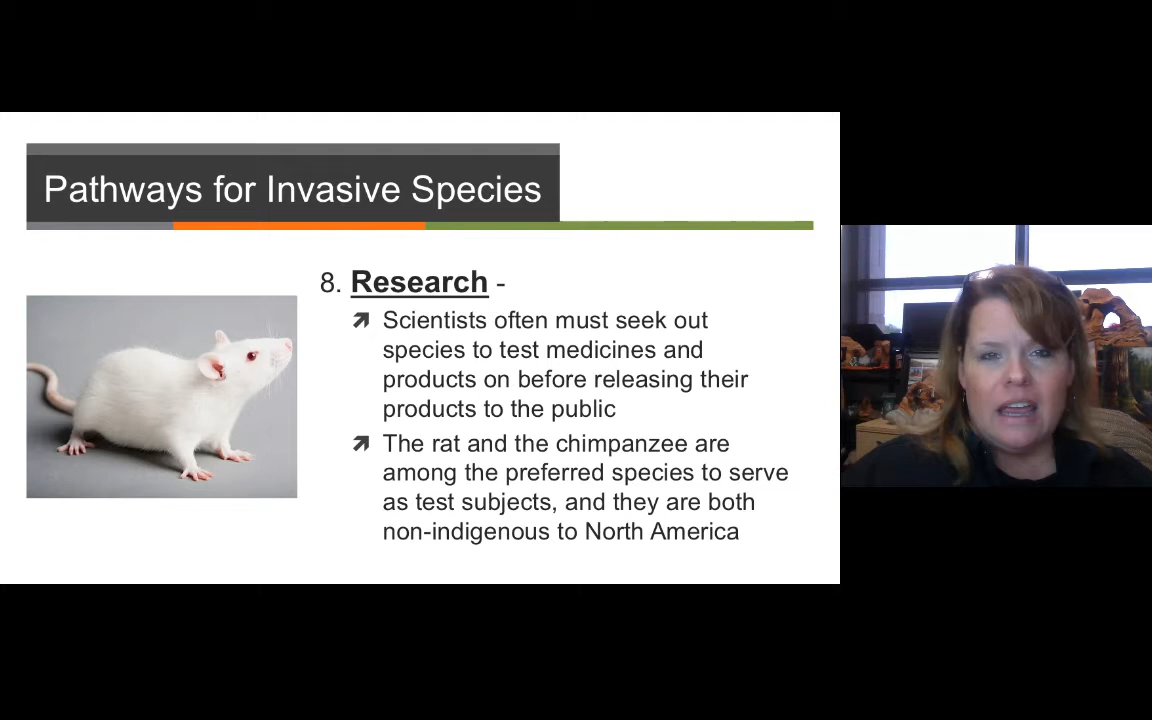 Pathways for Invasive Species
8. Research -
Scientists often must seek out
species to test medicines and
products on before releasing their
products to the public
The rat and the chimpanzee are
among the preferred species to serve
as test subjects, and they are both
non-indigenous to North America